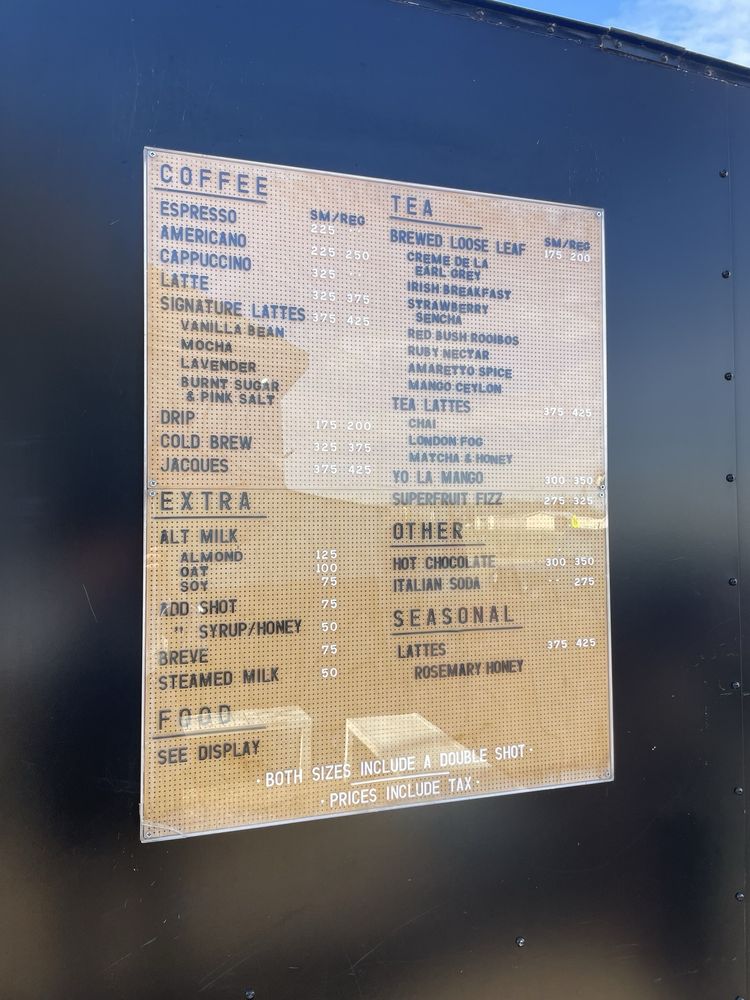 COFFEE
SM/REG
ESPRESSO 225
AMERICANO 225 250
CAPPUCCINO 325 --
LATTE 325 375
SIGNATURE LATTES 375 425
VANILLA BEAN
MOCHA
LAVENDER
BURNT SUGAR
& PINK SALT
DRIP 175 200
COLD BREW 325 375
JACQUES 375 425
EXTRA
ALT MILK
ALMOND 125
OAT 100
SOY 75
ADD SHOT 75
" SYRUP/HONEY 50
BREVE 75
STEAMED MILK 50
FOOD
SEE DISPLAY
TEA
SM/REG
BREWED LOOSE LEAF 175 200
CREME DE LA
EARL GREY
IRISH BREAKFAST
STRAWBERRY
SENCHA
RED BUSH ROOIBOS
RUBY NECTAR
AMARETTO SPICE
MANGO CEYLON
TEA LATTES 375 425
CHAI
LONDON FOG
MATCHA & HONEY
YO LA MANGO 300 350
SUPERFRUIT FIZZ 275 325
OTHER
HOT CHOCOLATE 300 350
ITALIAN SODA -- 275
SEASONAL
LATTES 375 425
ROSEMARY HONEY
· BOTH SIZES INCLUDE A DOUBLE SHOT ·
· PRICES INCLUDE TAX ·